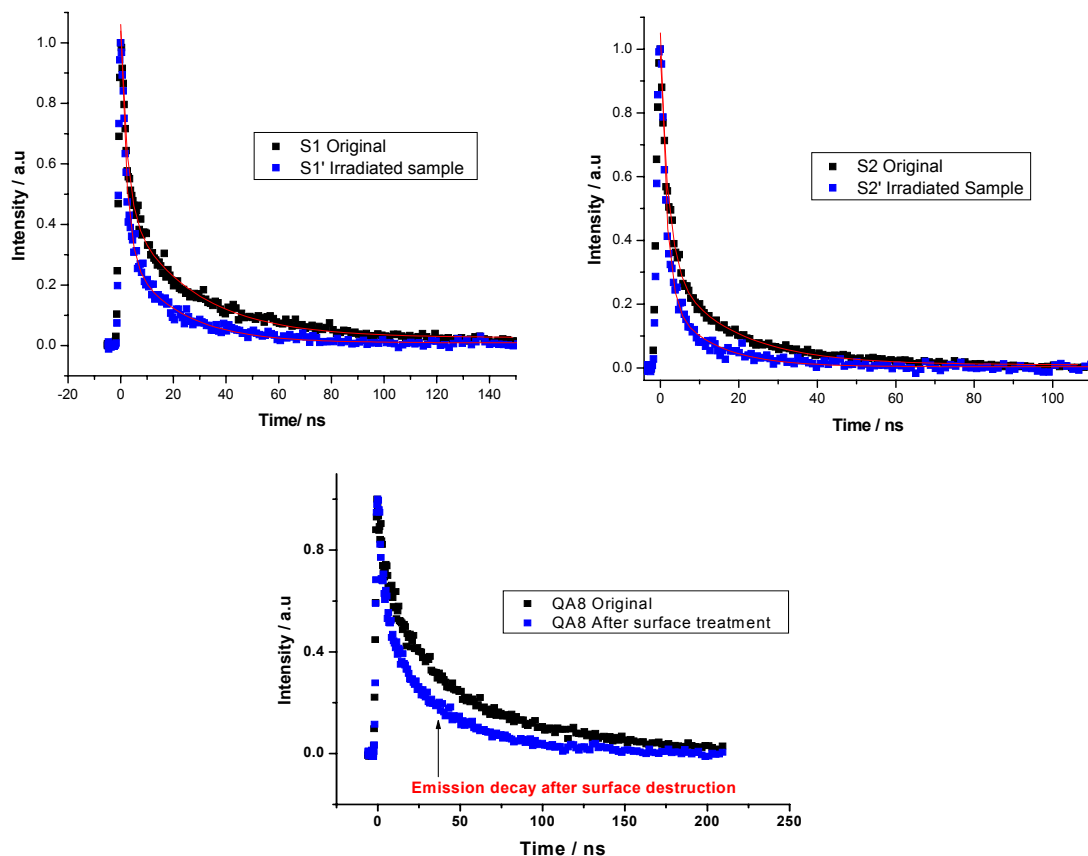 1.0
0.8
0.6
0.4
0.2
0.0
Intensity / a.u
S1 Original
S1' Irradiated sample
-20 0 20 40 60 80 100 120 140
Time/ ns
1.0
0.8
0.6
0.4
0.2
0.0
Intensity / a.u
S2 Original
S2' Irradiated Sample
0 20 40 60 80 100
Time / ns
0.8
0.4
0.0
Intensity / a.u
QA8 Original
QA8 After surface treatment
Emission decay after surface destruction
0 50 100 150 200 250
Time / ns